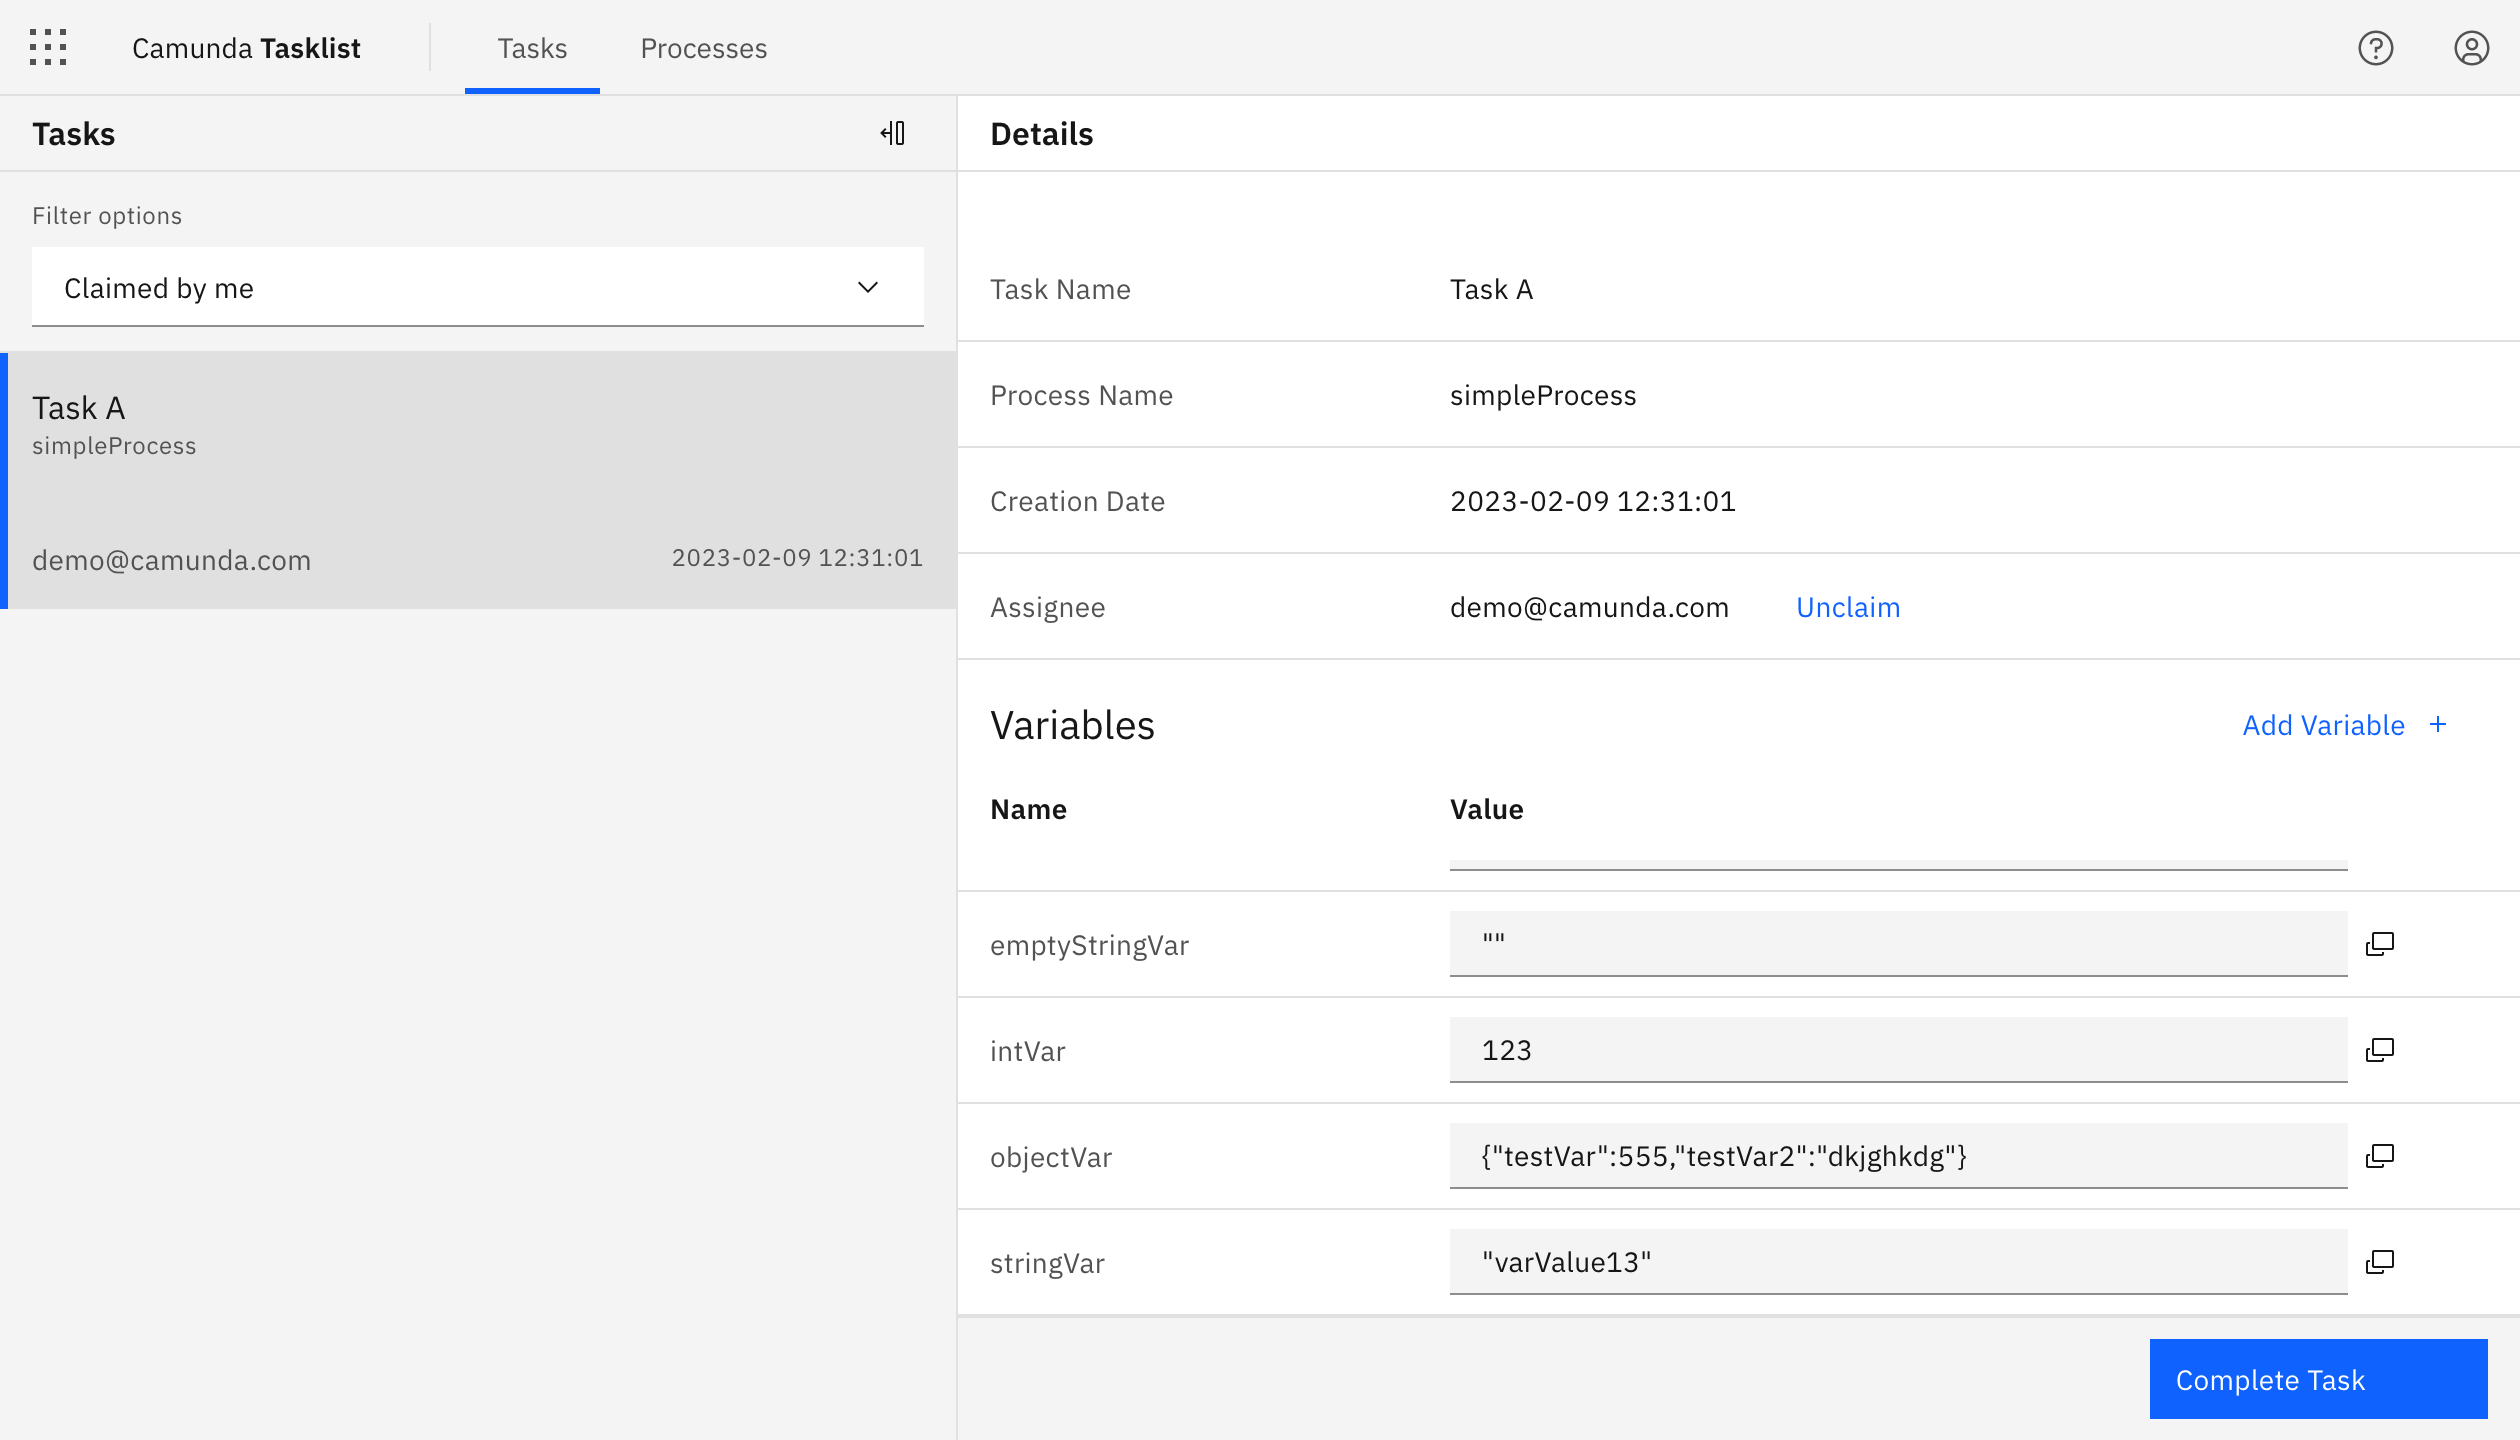 Camunda Tasklist
Tasks
Processes
Tasks
Filter options
Claimed by me
Task A
simpleProcess
demo@camunda.com
2023-02-09 12:31:01
Details
Task Name
Task A
Process Name
simpleProcess
Creation Date
2023-02-09 12:31:01
Assignee
demo@camunda.com
Unclaim
Variables
Add Variable +
Name
Value
emptyStringVar
""
intVar
123
objectVar
{"testVar":555,"testVar2":"dkjghkdg"}
stringVar
"varValue13"
Complete Task